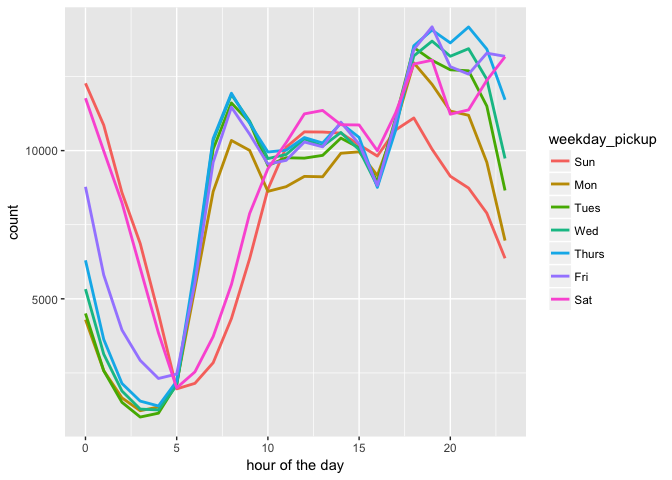 10000
5000
count
0
5
10
15
20
hour of the day
weekday_pickup
Sun
Mon
Tues
Wed
Thurs
Fri
Sat